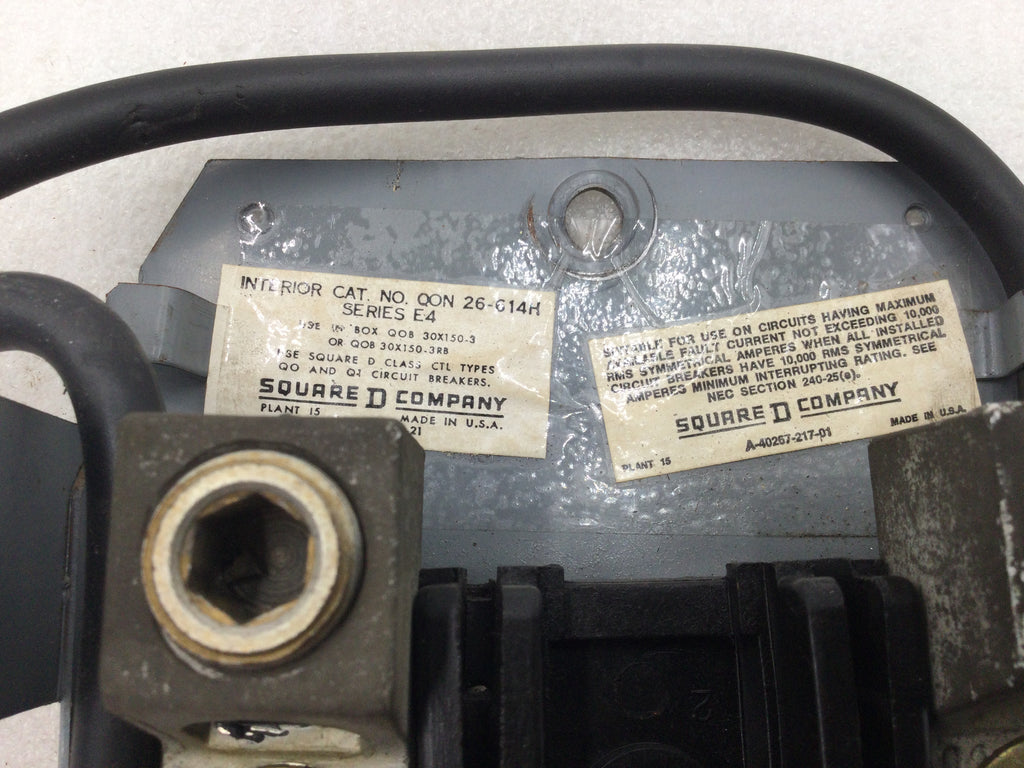 INTERIOR CAT. NO. QON 26-614H
SERIES E4
USE IN BOX QOB 30X150-3
OR QOB 30X150-3RB
USE SQUARE D CLASS CTL TYPES
QO AND Q1 CIRCUIT BREAKERS.
SQUARE D COMPANY
PLANT 15 MADE IN U.S.A.
21
SUITABLE FOR USE ON CIRCUITS HAVING MAXIMUM
AVAILABLE FAULT CURRENT NOT EXCEEDING 10,000
RMS SYMMETRICAL AMPERES WHEN ALL INSTALLED
CIRCUIT BREAKERS HAVE 10,000 RMS SYMMETRICAL
AMPERES MINIMUM INTERRUPTING RATING. SEE
NEC SECTION 240-25(e).
SQUARE D COMPANY
PLANT 15 A-40267-217-01 MADE IN U.S.A.
2